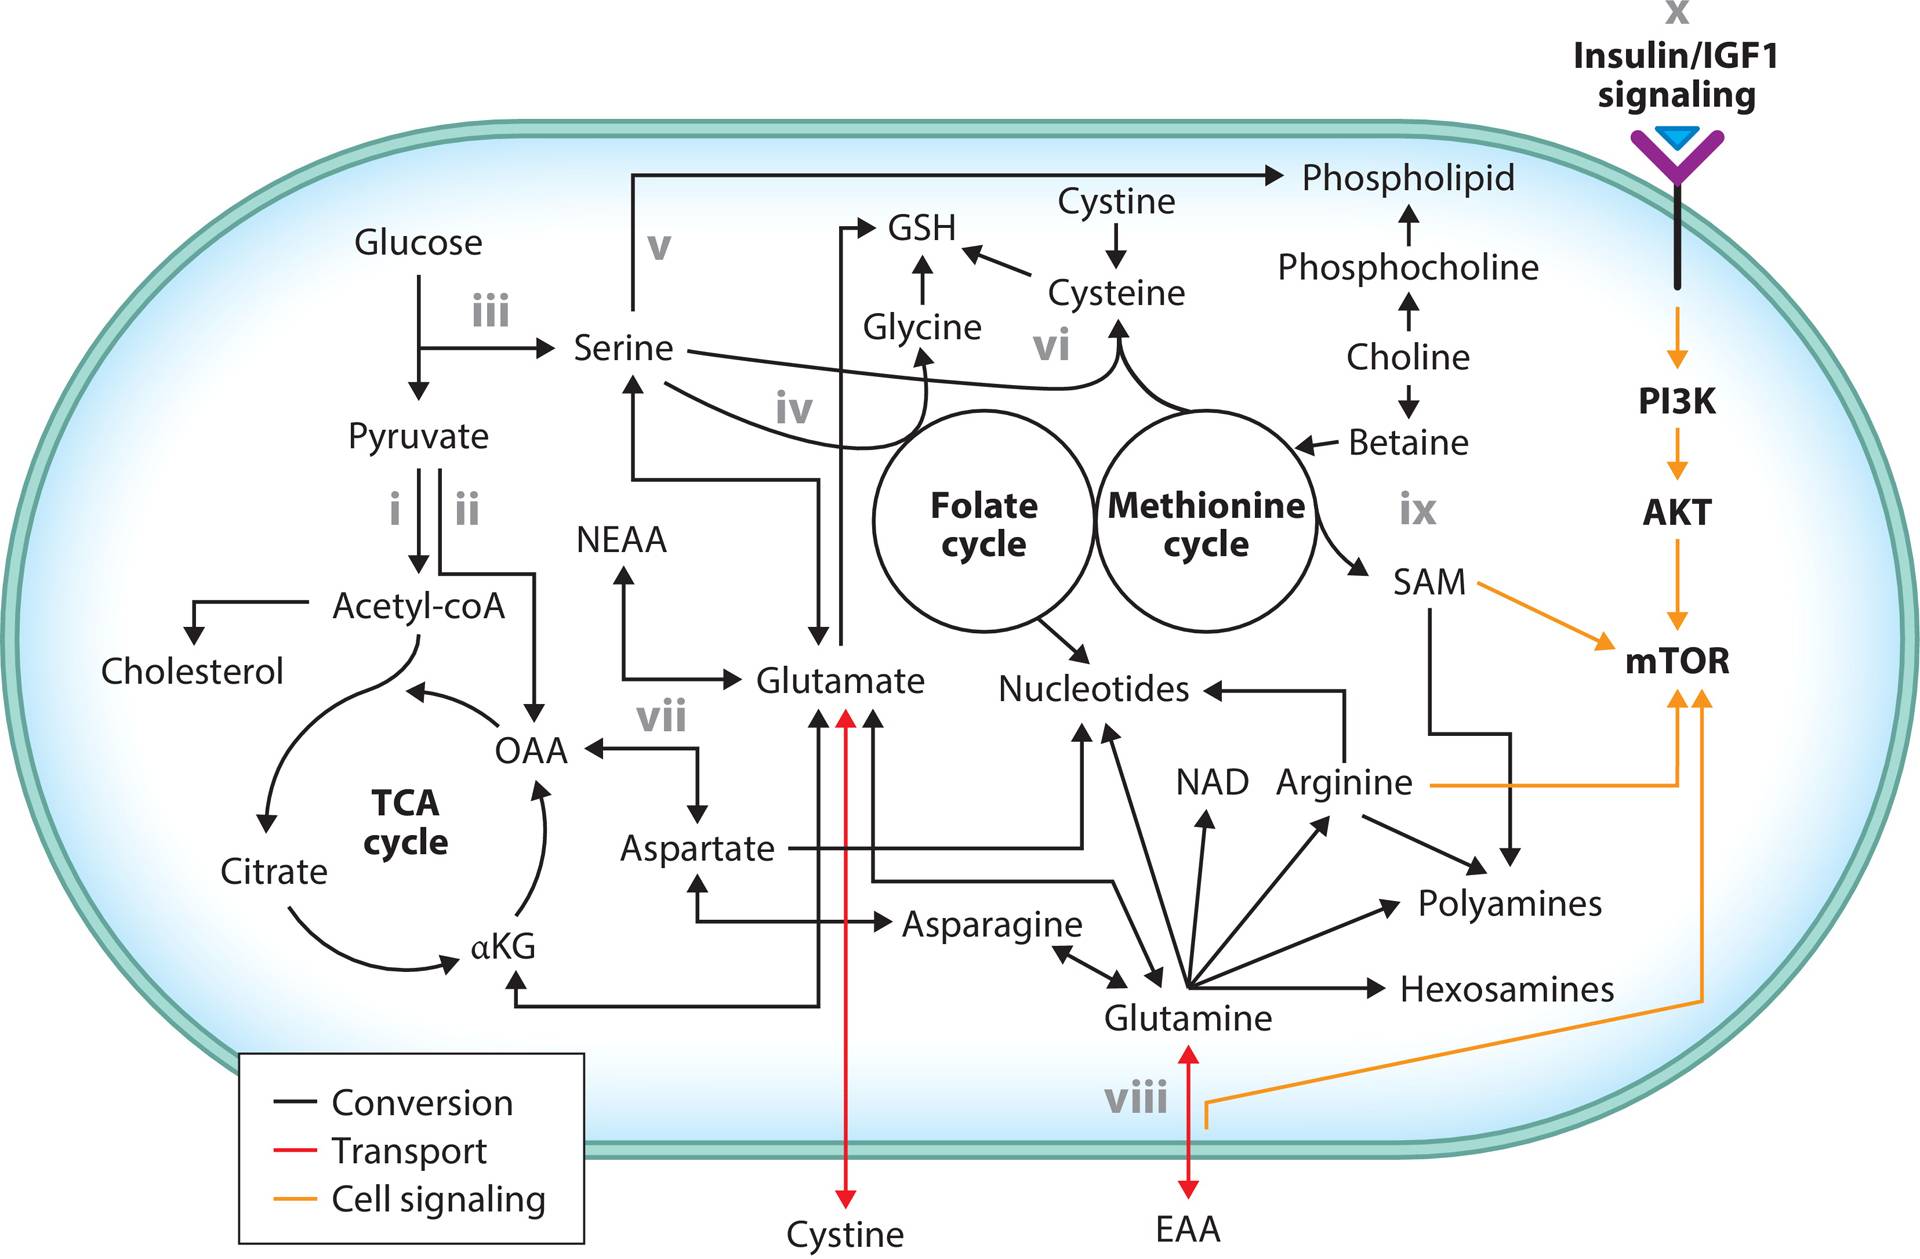 x
Insulin/IGF1
signaling
Phospholipid
Cystine
GSH
Glucose
v
Phosphocholine
Cysteine
iii
Glycine
Serine
vi
Choline
iv
PI3K
Pyruvate
Betaine
i
ii
Folate
cycle
Methionine
cycle
ix
AKT
NEAA
SAM
Acetyl-coA
Cholesterol
Glutamate
Nucleotides
mTOR
vii
OAA
NAD
Arginine
TCA
cycle
Aspartate
Citrate
Polyamines
Asparagine
αKG
Hexosamines
Glutamine
viii
Conversion
Transport
Cell signaling
Cystine
EAA